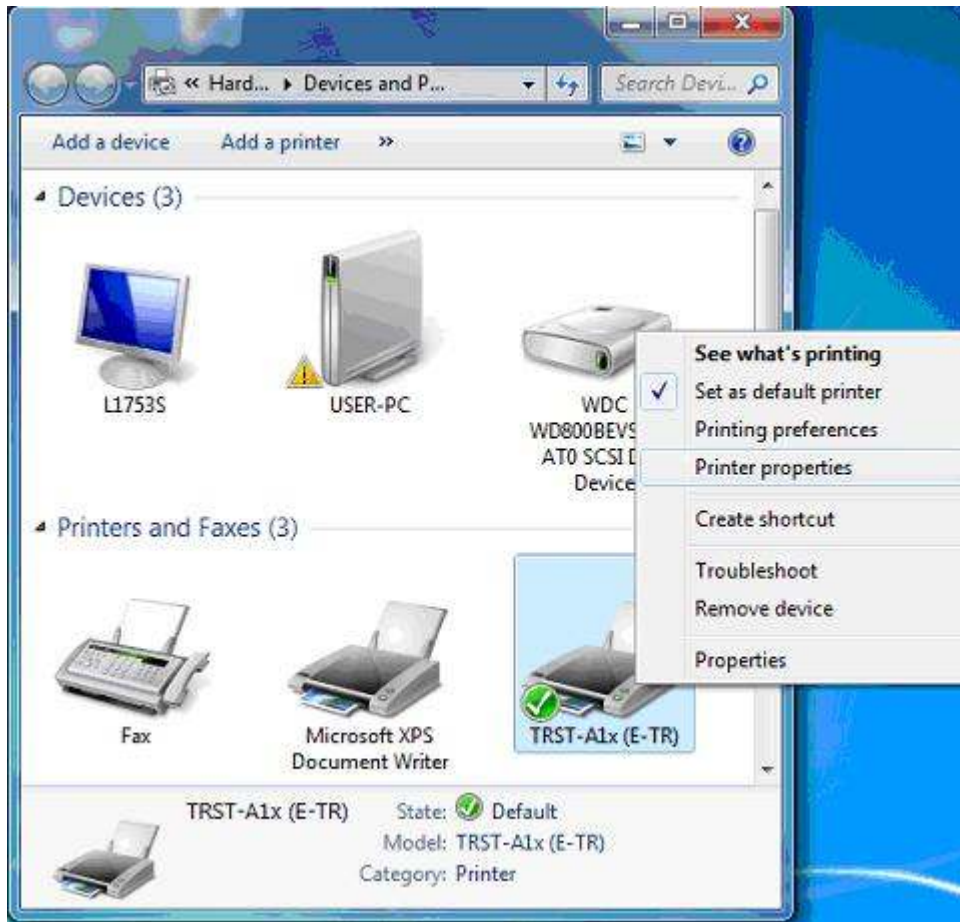 « Hard... ▸ Devices and P...
Search Devi...
Add a device Add a printer »
Devices (3)
L1753S
USER-PC
WDC
WD800BEVS
AT0 SCSI D
Device
See what's printing
Set as default printer
Printing preferences
Printer properties
Create shortcut
Troubleshoot
Remove device
Properties
Printers and Faxes (3)
Fax
Microsoft XPS
Document Writer
TRST-A1x (E-TR)
TRST-A1x (E-TR) State: Default
Model: TRST-A1x (E-TR)
Category: Printer